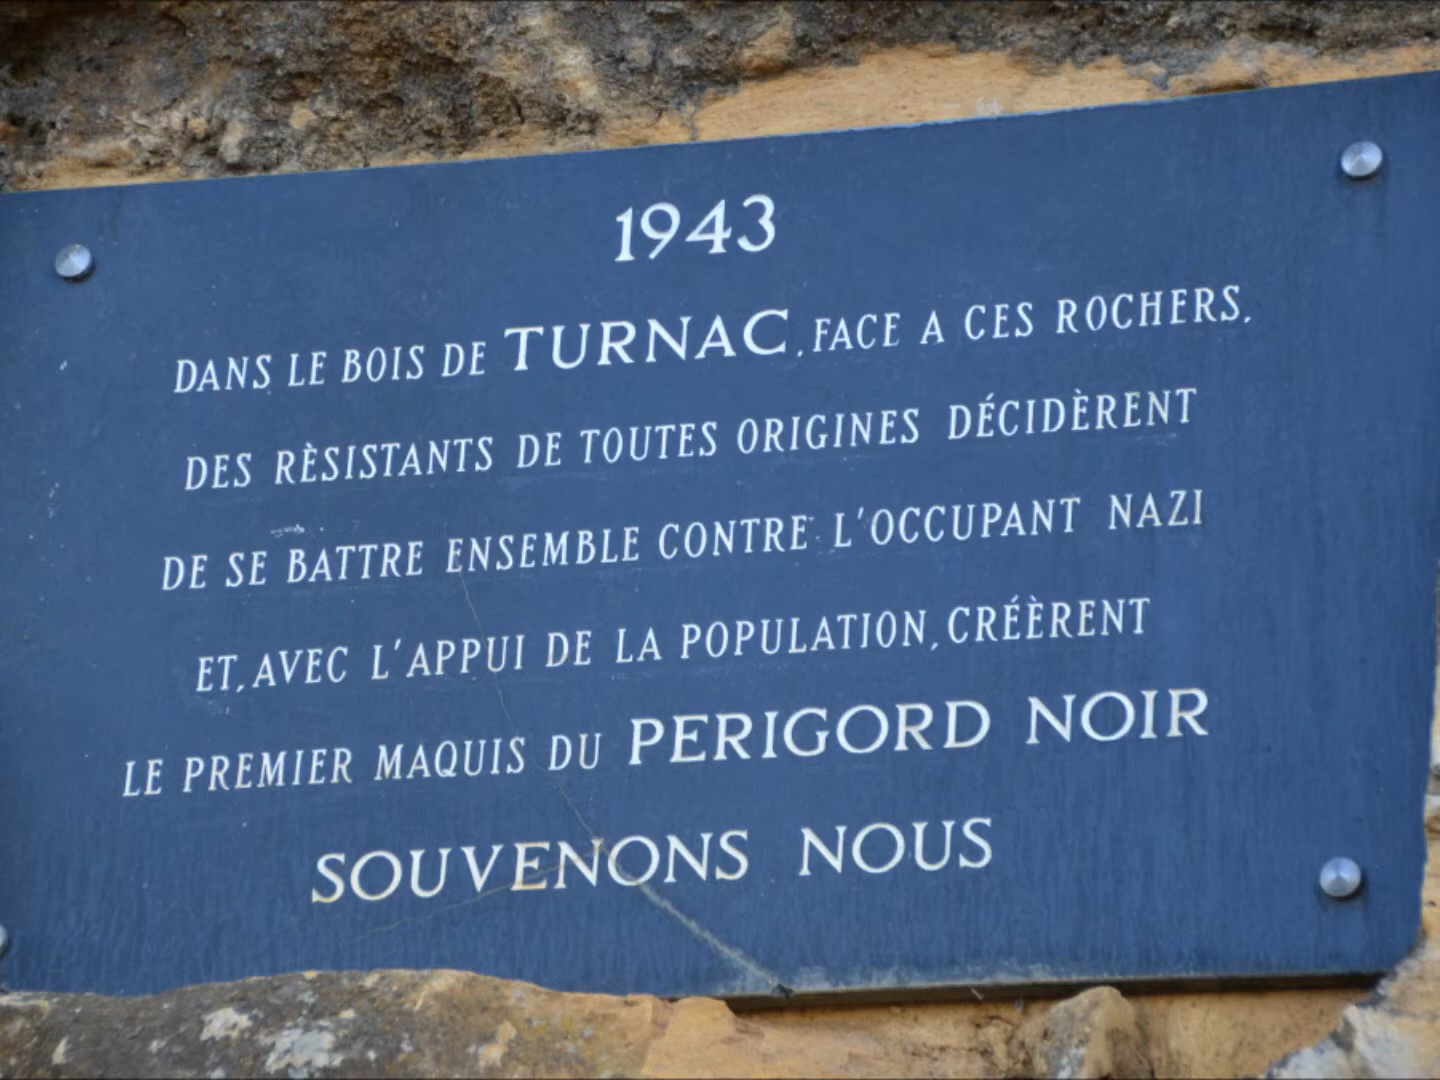 1943
DANS LE BOIS DE TURNAC, FACE A CES ROCHERS,
DES RÈSISTANTS DE TOUTES ORIGINES DÉCIDÈRENT
DE SE BATTRE ENSEMBLE CONTRE L'OCCUPANT NAZI
ET, AVEC L'APPUI DE LA POPULATION, CRÉÈRENT
LE PREMIER MAQUIS DU PERIGORD NOIR
SOUVENONS NOUS